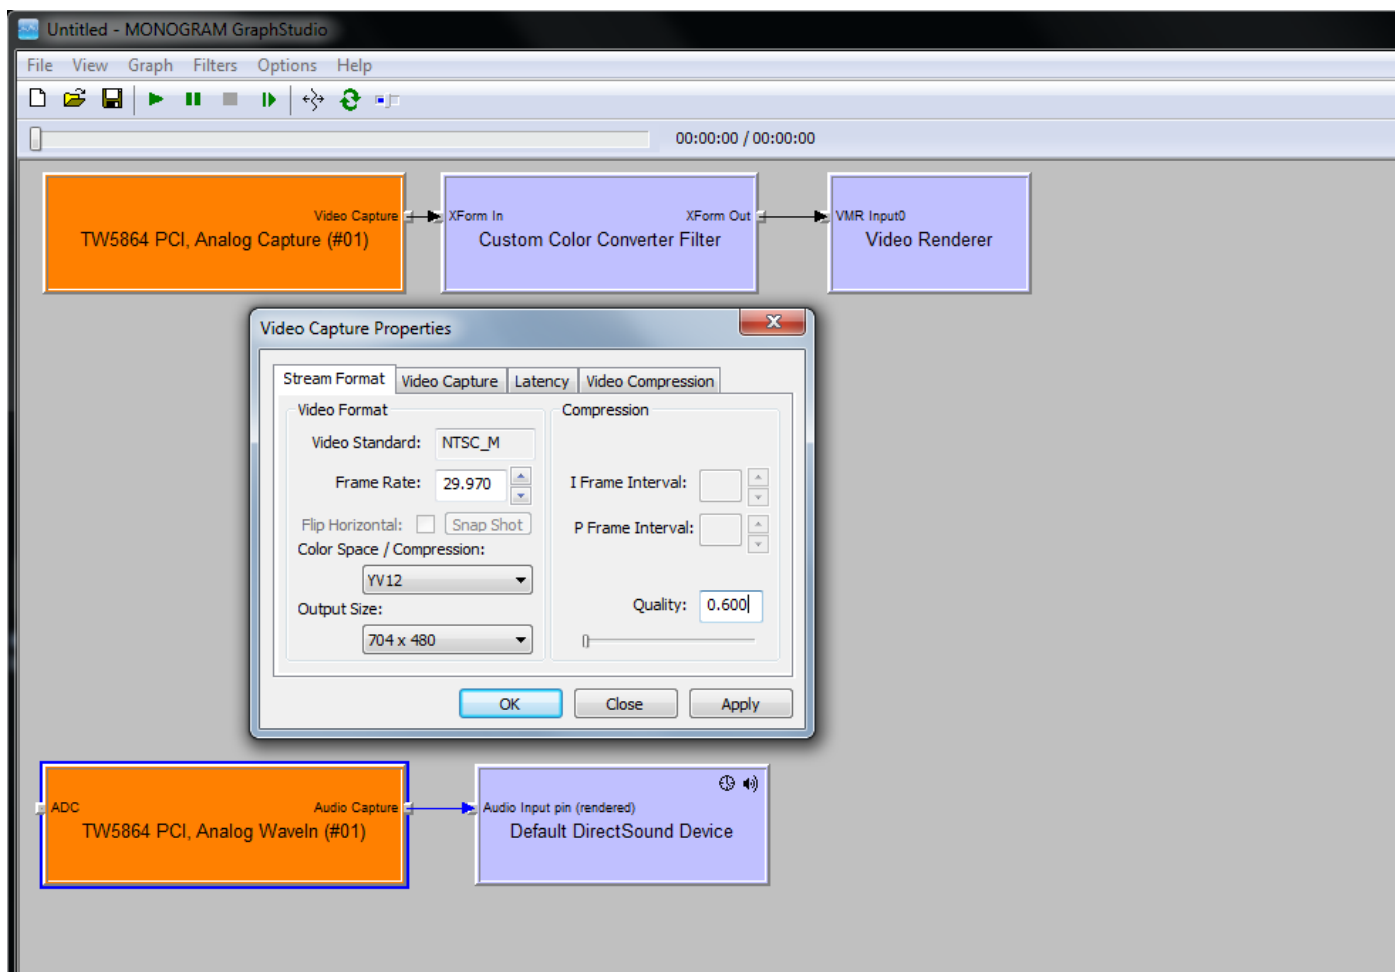 Untitled - MONOGRAM GraphStudio
File View Graph Filters Options Help
00:00:00 / 00:00:00
Video Capture
TW5864 PCI, Analog Capture (#01)
XForm In XForm Out
Custom Color Converter Filter
VMR Input0
Video Renderer
Video Capture Properties
Stream Format Video Capture Latency Video Compression
Video Format
Video Standard: NTSC_M
Frame Rate: 29.970
Flip Horizontal: Snap Shot
Color Space / Compression:
YV12
Output Size:
704 x 480
Compression
I Frame Interval:
P Frame Interval:
Quality: 0.600
OK Close Apply
ADC Audio Capture
TW5864 PCI, Analog WaveIn (#01)
Audio Input pin (rendered)
Default DirectSound Device